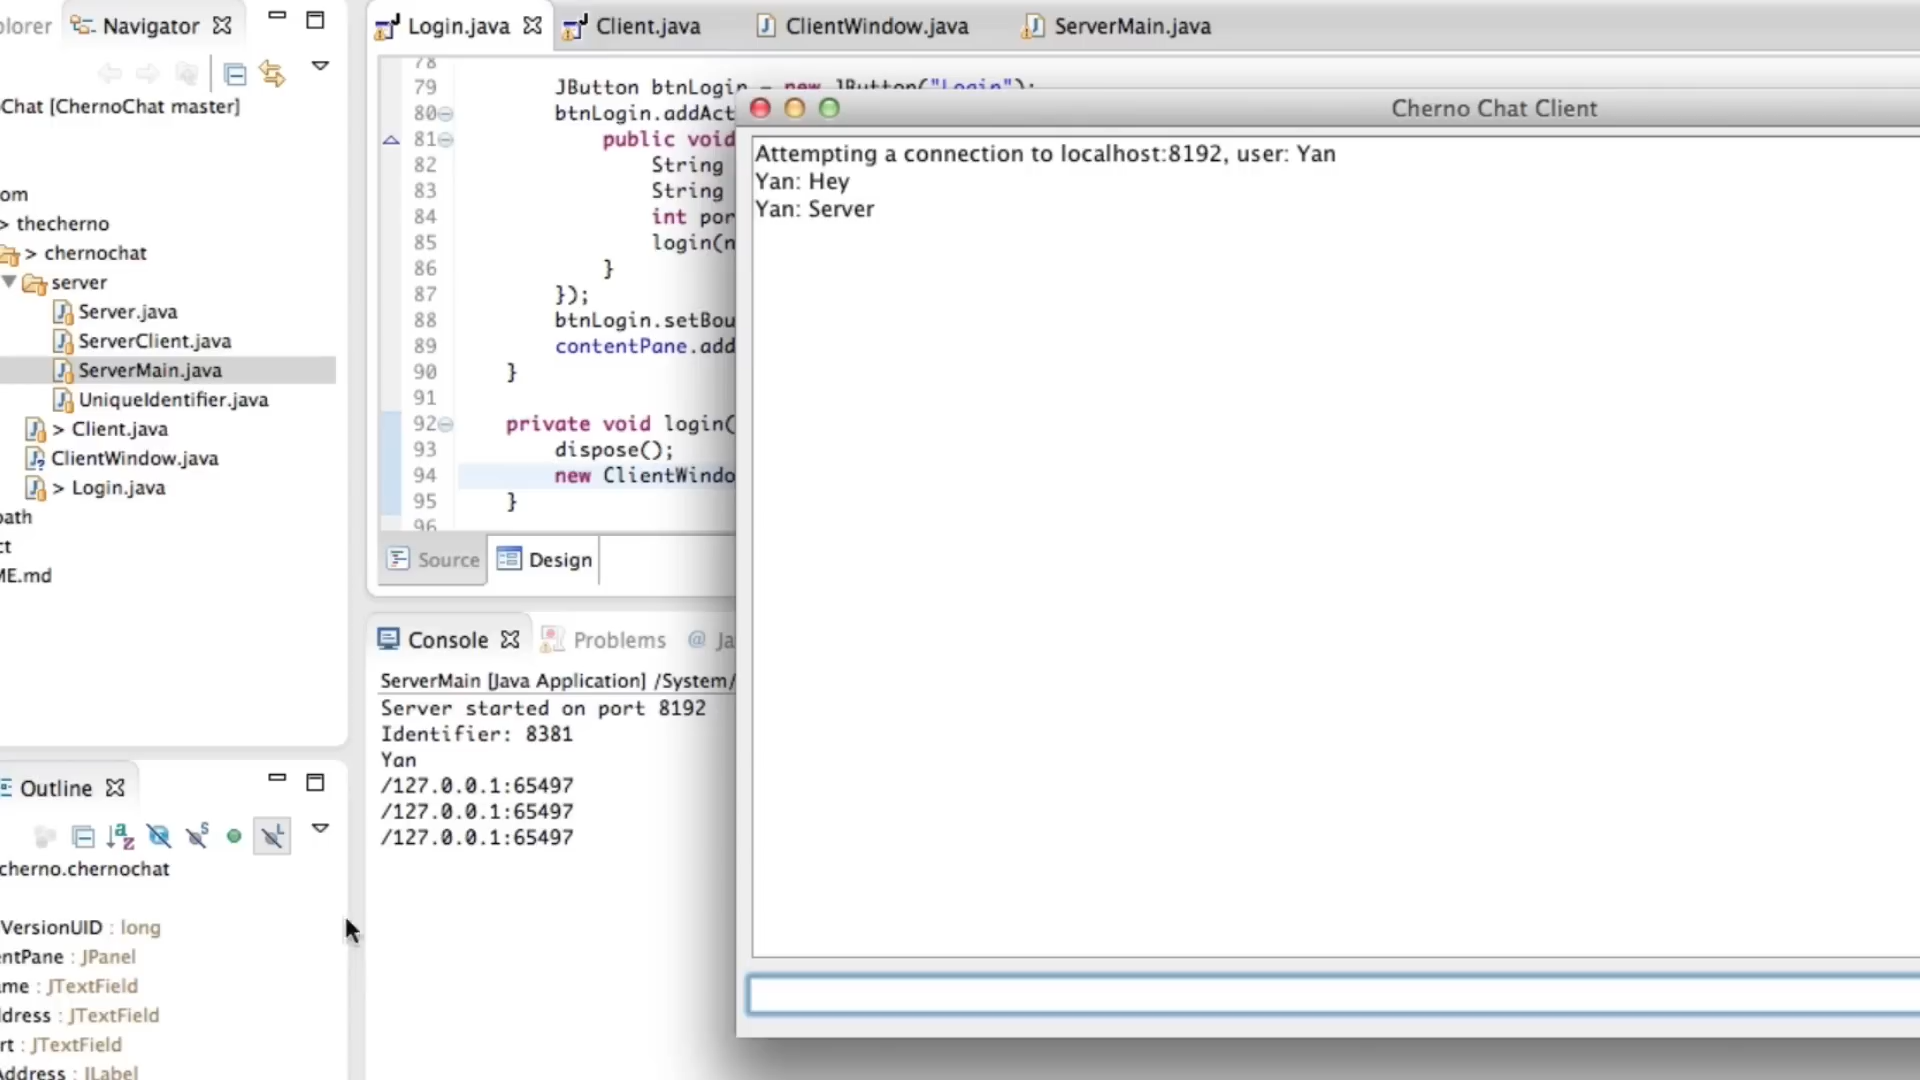 plorer
Navigator
Chat [ChernoChat master]
om
> thecherno
> chernochat
server
Server.java
ServerClient.java
ServerMain.java
UniqueIdentifier.java
> Client.java
ClientWindow.java
> Login.java
path
ct
ME.md
Outline
cherno.chernochat
VersionUID : long
entPane : JPanel
ame : JTextField
ddress : JTextField
rt : JTextField
Address : JLabel
Login.java
Client.java
ClientWindow.java
ServerMain.java
78
79 JButton btnLogin = new JButton("Login");
80 btnLogin.addAct
81 public void
82 String
83 String
84 int por
85 login(n
86 }
87 });
88 btnLogin.setBou
89 contentPane.add
90 }
91
92 private void login(
93 dispose();
94 new ClientWindo
95 }
96
Source
Design
Console
Problems
@ Ja
ServerMain [Java Application] /System/
Server started on port 8192
Identifier: 8381
Yan
/127.0.0.1:65497
/127.0.0.1:65497
/127.0.0.1:65497
Cherno Chat Client
Attempting a connection to localhost:8192, user: Yan
Yan: Hey
Yan: Server